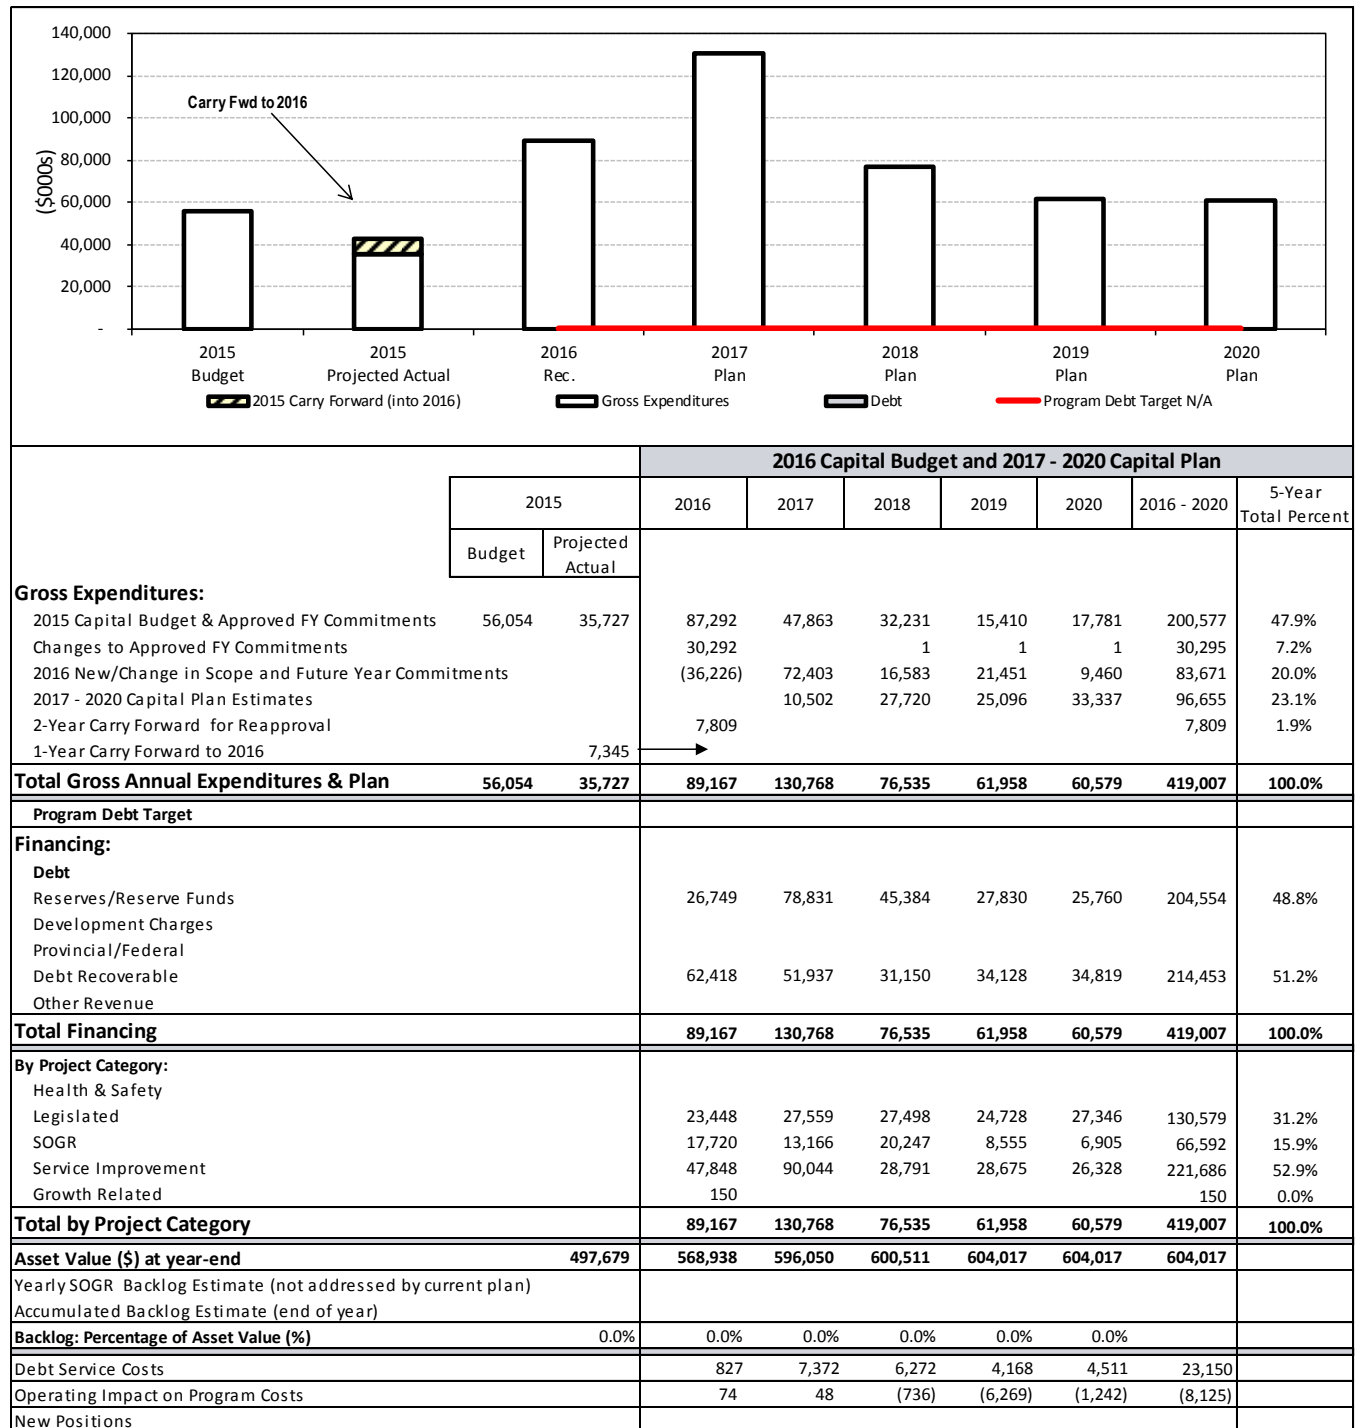 140,000
120,000
100,000
80,000
60,000
40,000
20,000
-
($000s)
Carry Fwd to 2016
2015 2015 2016 2017 2018 2019 2020
Budget Projected Actual Rec. Plan Plan Plan Plan
2015 Carry Forward (into 2016) Gross Expenditures Debt Program Debt Target N/A
2016 Capital Budget and 2017 - 2020 Capital Plan
2015 2016 2017 2018 2019 2020 2016 - 2020 5-Year Total Percent
Budget Projected Actual
Gross Expenditures:
2015 Capital Budget & Approved FY Commitments 56,054 35,727 87,292 47,863 32,231 15,410 17,781 200,577 47.9%
Changes to Approved FY Commitments 30,292 1 1 1 30,295 7.2%
2016 New/Change in Scope and Future Year Commitments (36,226) 72,403 16,583 21,451 9,460 83,671 20.0%
2017 - 2020 Capital Plan Estimates 10,502 27,720 25,096 33,337 96,655 23.1%
2-Year Carry Forward for Reapproval 7,809 7,809 1.9%
1-Year Carry Forward to 2016 7,345
Total Gross Annual Expenditures & Plan 56,054 35,727 89,167 130,768 76,535 61,958 60,579 419,007 100.0%
Program Debt Target
Financing:
Debt
Reserves/Reserve Funds 26,749 78,831 45,384 27,830 25,760 204,554 48.8%
Development Charges
Provincial/Federal
Debt Recoverable 62,418 51,937 31,150 34,128 34,819 214,453 51.2%
Other Revenue
Total Financing 89,167 130,768 76,535 61,958 60,579 419,007 100.0%
By Project Category:
Health & Safety
Legislated 23,448 27,559 27,498 24,728 27,346 130,579 31.2%
SOGR 17,720 13,166 20,247 8,555 6,905 66,592 15.9%
Service Improvement 47,848 90,044 28,791 28,675 26,328 221,686 52.9%
Growth Related 150 150 0.0%
Total by Project Category 89,167 130,768 76,535 61,958 60,579 419,007 100.0%
Asset Value ($) at year-end 497,679 568,938 596,050 600,511 604,017 604,017 604,017
Yearly SOGR Backlog Estimate (not addressed by current plan)
Accumulated Backlog Estimate (end of year)
Backlog: Percentage of Asset Value (%) 0.0% 0.0% 0.0% 0.0% 0.0% 0.0%
Debt Service Costs 827 7,372 6,272 4,168 4,511 23,150
Operating Impact on Program Costs 74 48 (736) (6,269) (1,242) (8,125)
New Positions